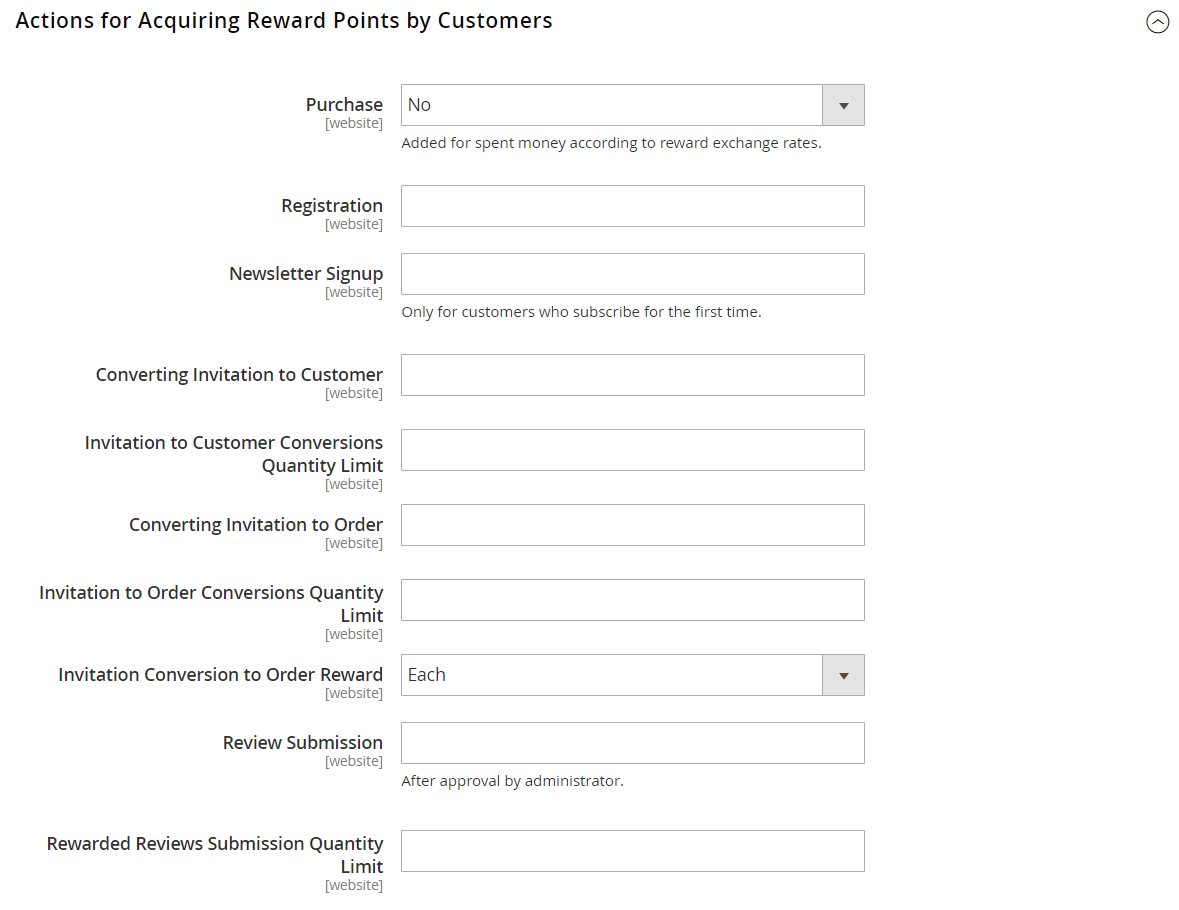 Actions for Acquiring Reward Points by Customers
Purchase
[website]
No
Added for spent money according to reward exchange rates.
Registration
[website]
Newsletter Signup
[website]
Only for customers who subscribe for the first time.
Converting Invitation to Customer
[website]
Invitation to Customer Conversions
Quantity Limit
[website]
Converting Invitation to Order
[website]
Invitation to Order Conversions Quantity
Limit
[website]
Invitation Conversion to Order Reward
[website]
Each
Review Submission
[website]
After approval by administrator.
Rewarded Reviews Submission Quantity
Limit
[website]